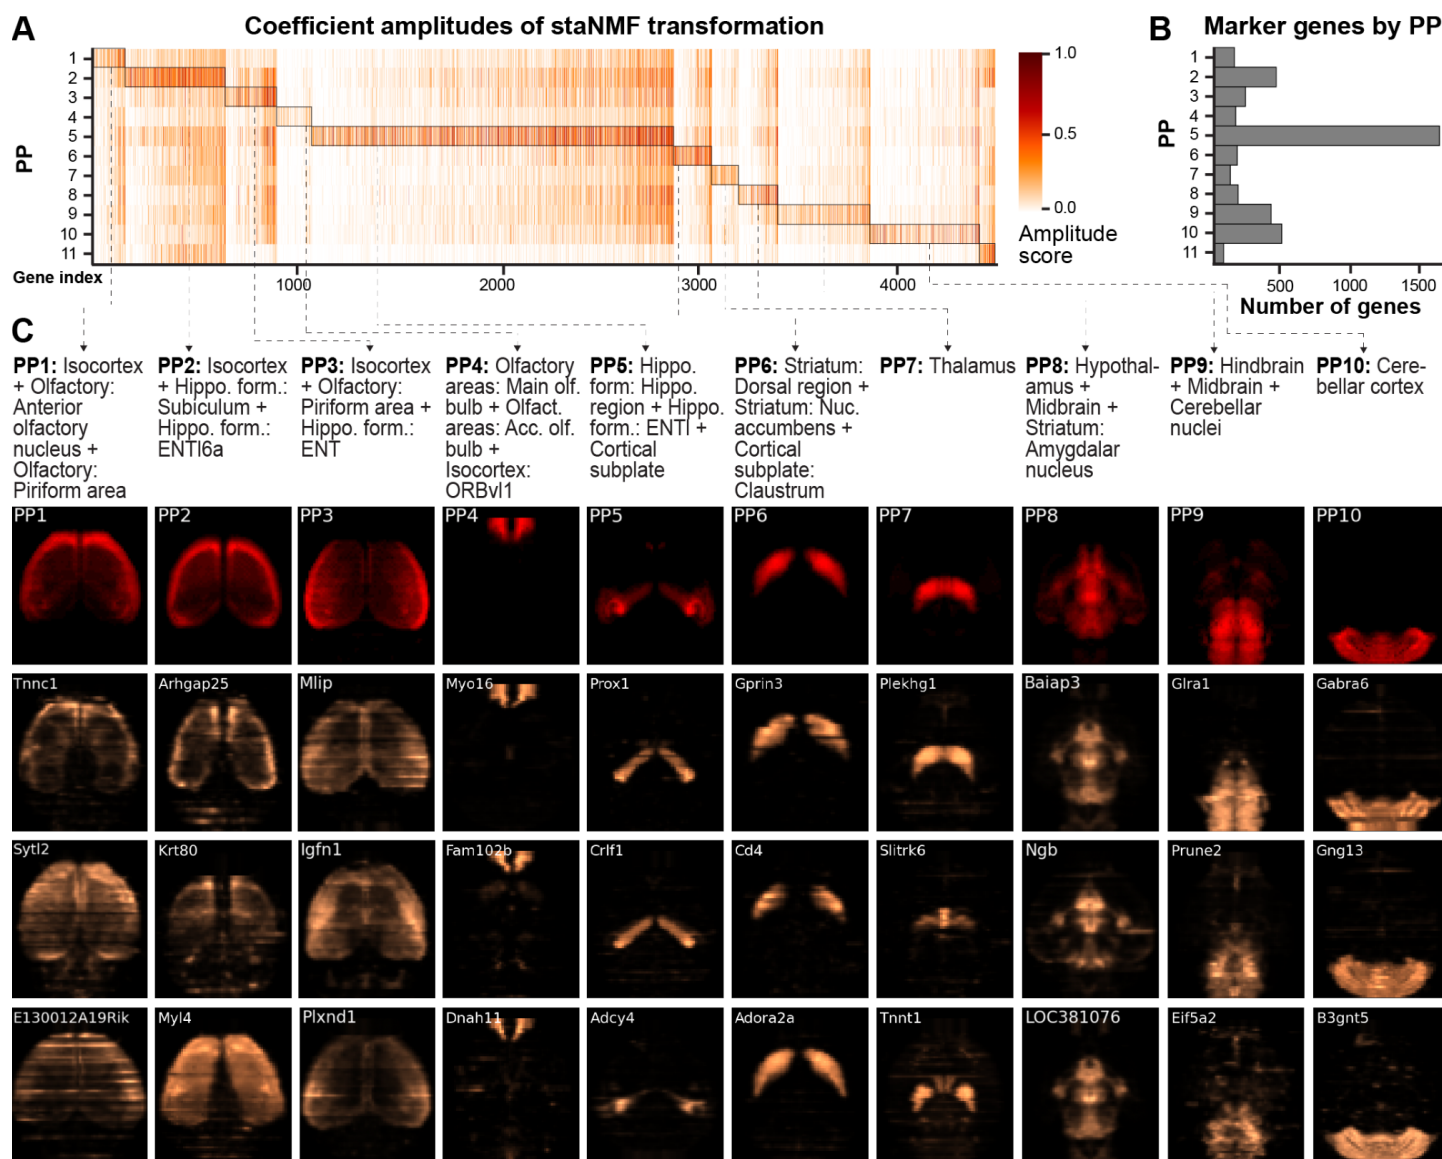 A
Coefficient amplitudes of staNMF transformation
PP
1
2
3
4
5
6
7
8
9
10
11
Gene index
1000
2000
3000
4000
1.0
0.5
0.0
Amplitude
score
B
Marker genes by PP
PP
1
2
3
4
5
6
7
8
9
10
11
500
1000
1500
Number of genes
C
PP1: Isocortex
+ Olfactory:
Anterior
olfactory
nucleus +
Olfactory:
Piriform area
PP2: Isocortex
+ Hippo. form.:
Subiculum +
Hippo. form.:
ENTl6a
PP3: Isocortex
+ Olfactory:
Piriform area +
Hippo. form.:
ENT
PP4: Olfactory
areas: Main olf.
bulb + Olfact.
areas: Acc. olf.
bulb +
Isocortex:
ORBvl1
PP5: Hippo.
form: Hippo.
region + Hippo.
form.: ENTl +
Cortical
subplate
PP6: Striatum:
Dorsal region +
Striatum: Nuc.
accumbens +
Cortical
subplate:
Claustrum
PP7: Thalamus
PP8: Hypothal-
amus +
Midbrain +
Striatum:
Amygdalar
nucleus
PP9: Hindbrain
+ Midbrain +
Cerebellar
nuclei
PP10: Cere-
bellar cortex
PP1
PP2
PP3
PP4
PP5
PP6
PP7
PP8
PP9
PP10
Tnnc1
Arhgap25
Mlip
Myo16
Prox1
Gprin3
Plekhg1
Baiap3
Glra1
Gabra6
Sytl2
Krt80
Igfn1
Fam102b
Crlf1
Cd4
Slitrk6
Ngb
Prune2
Gng13
E130012A19Rik
Myl4
Plxnd1
Dnah11
Adcy4
Adora2a
Tnnt1
LOC381076
Eif5a2
B3gnt5